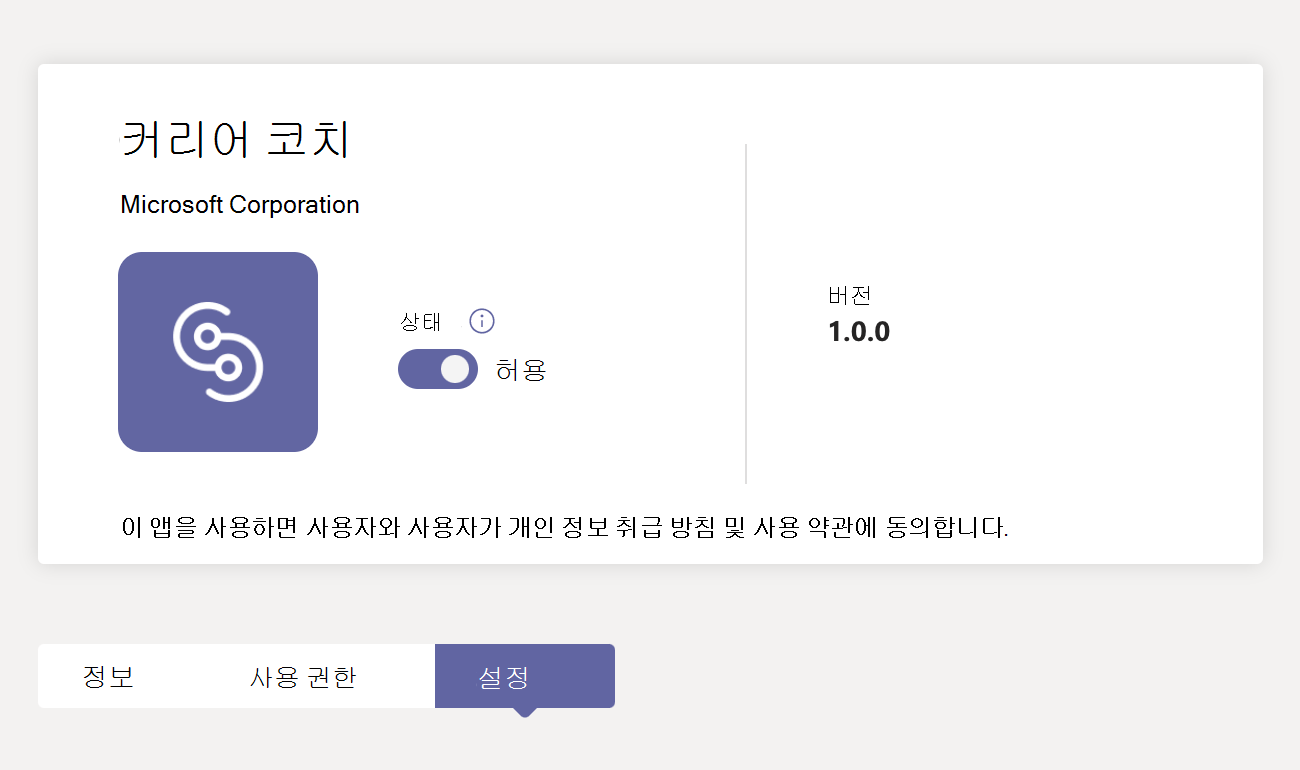 커리어 코치
Microsoft Corporation
상태
허용
버전
1.0.0
이 앱을 사용하면 사용자와 사용자가 개인 정보 취급 방침 및 사용 약관에 동의합니다.
정보 사용 권한 설정